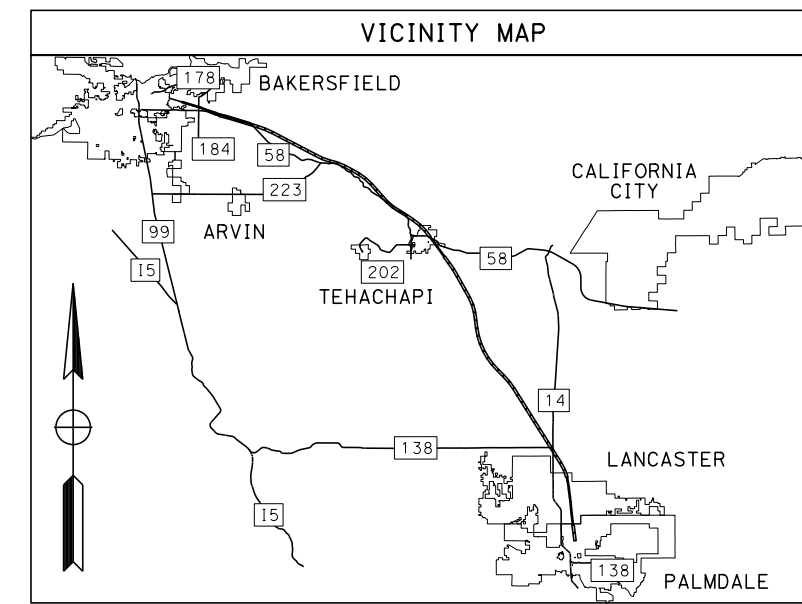 VICINITY MAP
178
BAKERSFIELD
184
58
223
CALIFORNIA
CITY
99
ARVIN
I5
202
58
TEHACHAPI
14
138
LANCASTER
I5
138
PALMDALE